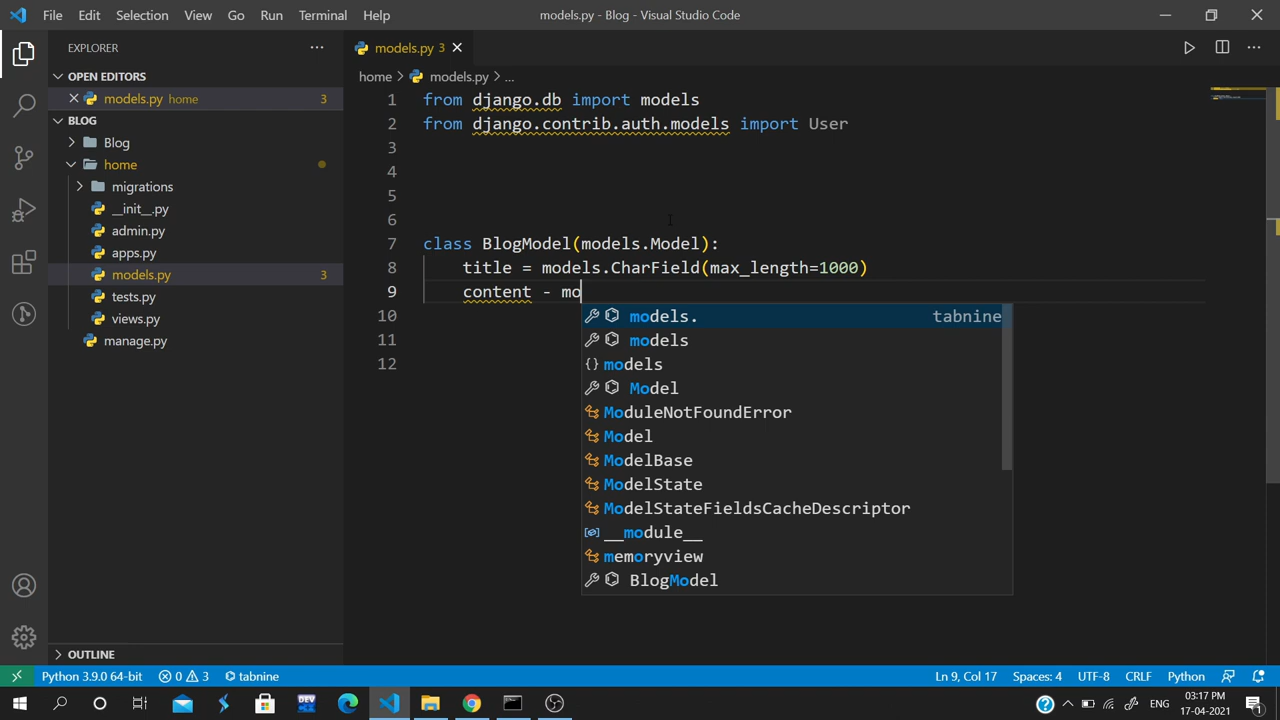 File Edit Selection View Go Run Terminal Help models.py - Blog - Visual Studio Code
EXPLORER
models.py 3
OPEN EDITORS
home > models.py > ...
models.py home 3
BLOG
Blog
home
migrations
__init__.py
admin.py
apps.py
models.py 3
tests.py
views.py
manage.py
OUTLINE
1 from django.db import models
2 from django.contrib.auth.models import User
3
4
5
6
7 class BlogModel(models.Model):
8 title = models.CharField(max_length=1000)
9 content - mo
10
11
12
models. tabnine
models
models
Model
ModuleNotFoundError
Model
ModelBase
ModelState
ModelStateFieldsCacheDescriptor
__module__
memoryview
BlogModel
Python 3.9.0 64-bit 0 3 tabnine Ln 9, Col 17 Spaces: 4 UTF-8 CRLF Python
DEV
ENG 03:17 PM
17-04-2021
1